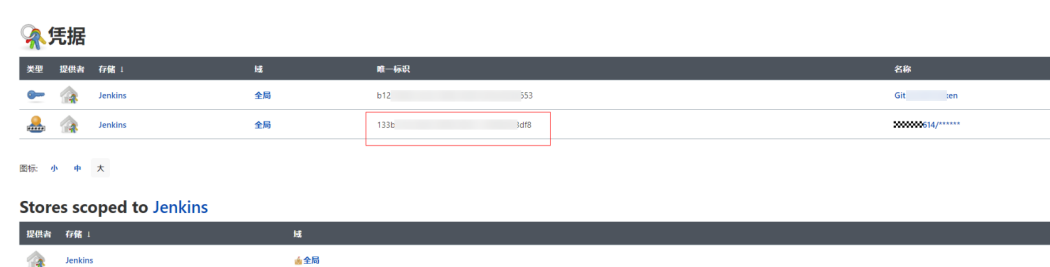 凭据
类型 提供者 存储 ↓ 域 唯一标识 名称
Jenkins 全局 b12 553 Git ken
Jenkins 全局 133b 3df8 614/******
图标: 小 中 大
Stores scoped to Jenkins
提供者 存储 ↓ 域
Jenkins 全局